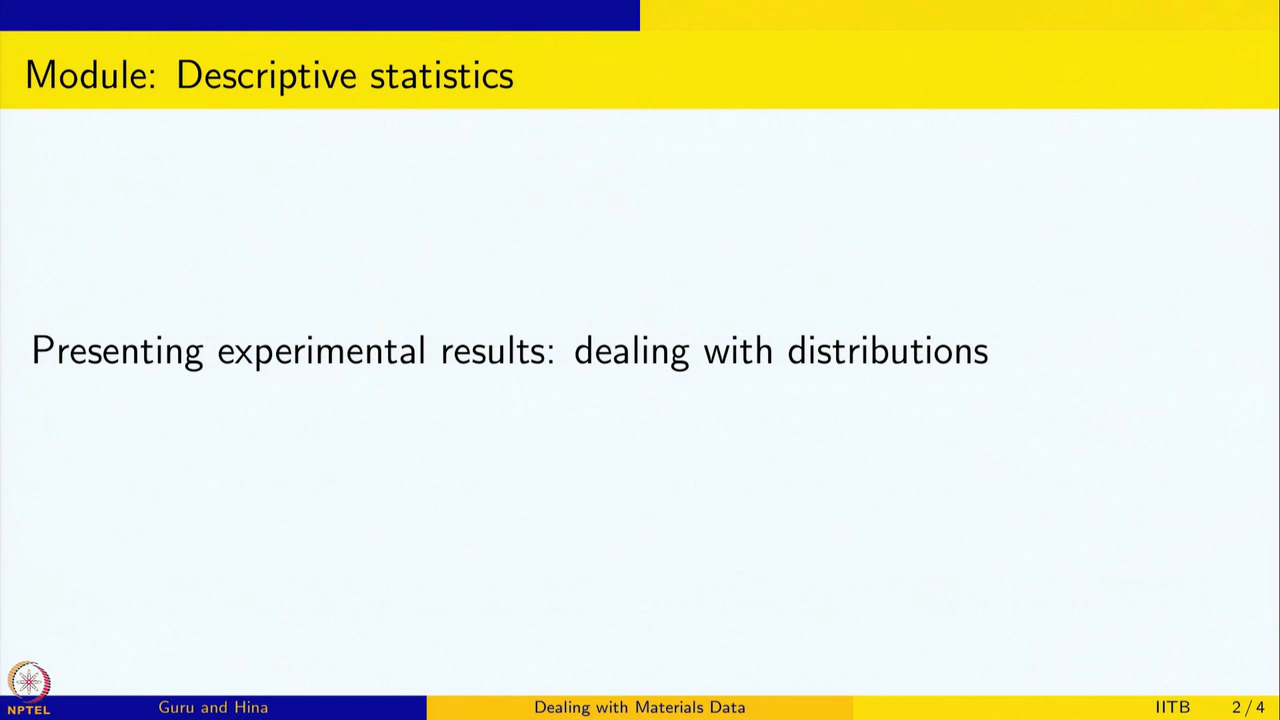 Module: Descriptive statistics
Presenting experimental results: dealing with distributions
NPTEL
Guru and Hina
Dealing with Materials Data
IITB
2 / 4